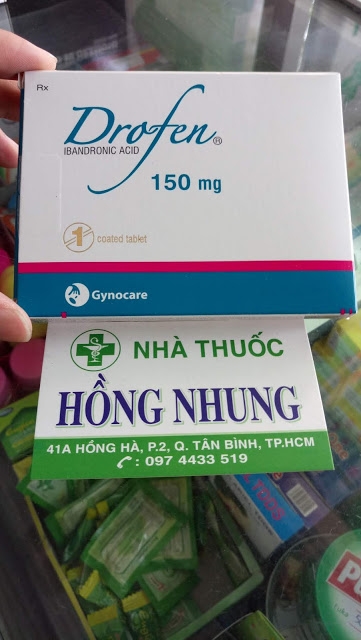 Rx
Drofen®
IBANDRONIC ACID
150 mg
1 coated tablet
Gynocare
NHÀ THUỐC
HỒNG NHUNG
41A HỒNG HÀ, P.2, Q. TÂN BÌNH, TP.HCM
: 097 4433 519